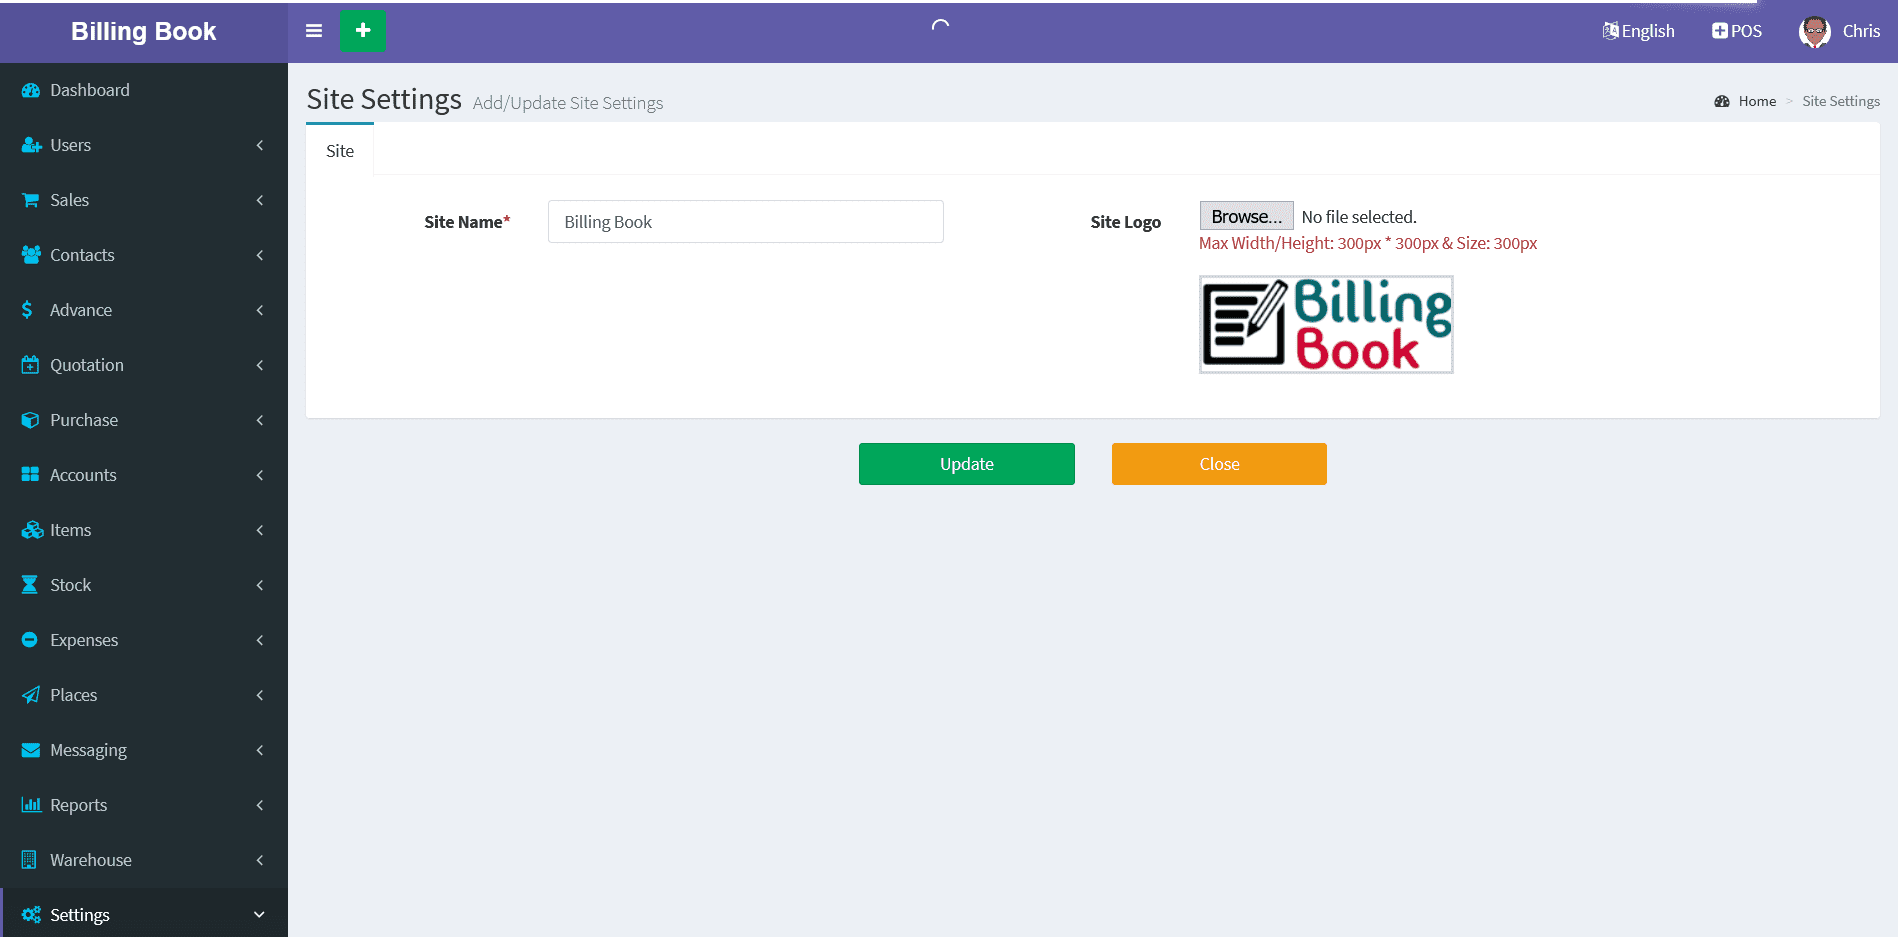 Billing Book
English
POS
Chris
Dashboard
Users
Sales
Contacts
Advance
Quotation
Purchase
Accounts
Items
Stock
Expenses
Places
Messaging
Reports
Warehouse
Settings
Site Settings Add/Update Site Settings
Home > Site Settings
Site
Site Name* Billing Book
Site Logo Browse... No file selected.
Max Width/Height: 300px * 300px & Size: 300px
Billing
Book
Update Close